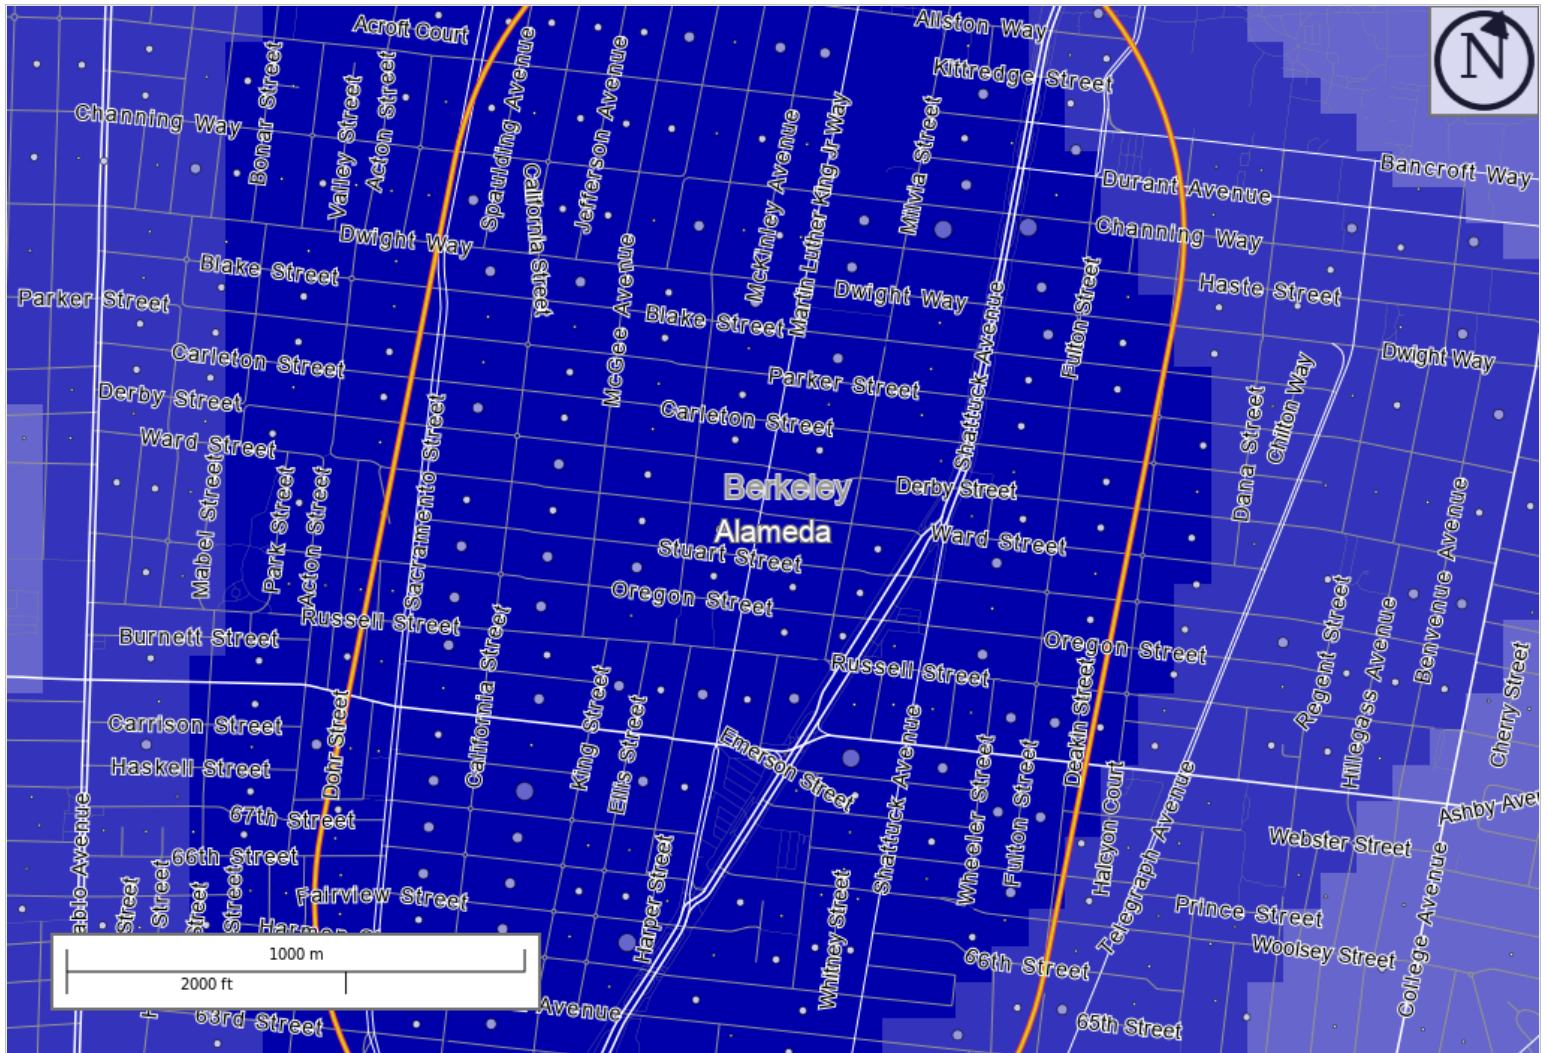 Acroft Court
Allston Way
N
Kittredge Street
Channing Way
Bonar Street
Valley Street
Acton Street
Spaulding Avenue
California Street
Jefferson Avenue
McKinley Avenue
Martin Luther King Jr Way
Milvia Street
Bancroft Way
Durant Avenue
Channing Way
Dwight Way
Blake Street
Parker Street
McGee Avenue
Blake Street
Dwight Way
Shattuck Avenue
Fulton Street
Haste Street
Carleton Street
Derby Street
Ward Street
Parker Street
Carleton Street
Dwight Way
Chilton Way
Dana Street
Mabel Street
Park Street
Acton Street
Sacramento Street
Berkeley
Alameda
Derby Street
Ward Street
Stuart Street
Oregon Street
Benvenue Avenue
Russell Street
Burnett Street
California Street
Russell Street
Oregon Street
Regent Street
Hillegass Avenue
Cherry Street
Carrison Street
Haskell Street
Dohr Street
King Street
Ellis Street
Emerson Street
Shattuck Avenue
Wheeler Street
Fulton Street
Deakin Street
Halcyon Court
Telegraph Avenue
Ashby Aven
67th Street
66th Street
Webster Street
ablo Avenue
Street
Street
Street
Street
Fairview Street
Harper Street
Whitney Street
Prince Street
College Avenue
Woolsey Street
66th Street
1000 m
2000 ft
Avenue
63rd Street
65th Street